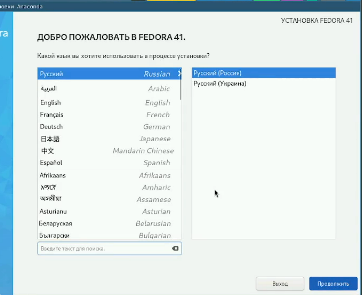 УСТАНОВКА FEDORA 41
ДОБРО ПОЖАЛОВАТЬ В FEDORA 41.
Какой язык вы хотите использовать в процессе установки?
Русский Russian
العربية Arabic
English English
Français French
Deutsch German
日本語 Japanese
中文 Mandarin Chinese
Español Spanish
Afrikaans Afrikaans
አማርኛ Amharic
অসমীয়া Assamese
Asturianu Asturian
Беларуская Belarusian
Български Bulgarian
Русский (Россия)
Русский (Украина)
Введите текст для поиска.
Выход
Продолжить